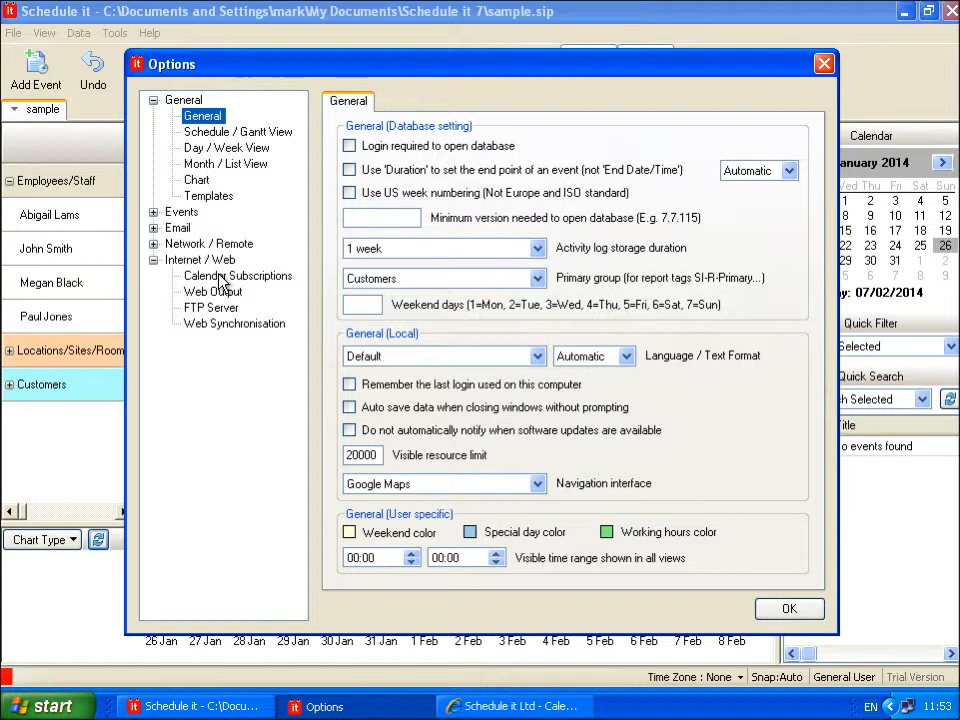 Schedule it - C:\Documents and Settings\mark\My Documents\Schedule it 7\sample.sip
File View Data Tools Help
Add Event Undo
sample
Employees/Staff
Abigail Lams
John Smith
Megan Black
Paul Jones
Locations/Sites/Room
Customers
Chart Type
it Options
General
General
Schedule / Gantt View
Day / Week View
Month / List View
Chart
Templates
Events
Email
Network / Remote
Internet / Web
Calendar Subscriptions
Web Output
FTP Server
Web Synchronisation
General
General (Database setting)
Login required to open database
Use 'Duration' to set the end point of an event (not 'End Date/Time') Automatic
Use US week numbering (Not Europe and ISO standard)
Minimum version needed to open database (E.g. 7.7.115)
1 week Activity log storage duration
Customers Primary group (for report tags SI-R-Primary...)
Weekend days (1=Mon, 2=Tue, 3=Wed, 4=Thu, 5=Fri, 6=Sat, 7=Sun)
General (Local)
Default Automatic Language / Text Format
Remember the last login used on this computer
Auto save data when closing windows without prompting
Do not automatically notify when software updates are available
20000 Visible resource limit
Google Maps Navigation interface
General (User specific)
Weekend color Special day color Working hours color
00:00 00:00 Visible time range shown in all views
OK
Calendar
anuary 2014
Ved Thu Fri Sat Sun
1 2 3 4 5
8 9 10 11 12
15 16 17 18 19
22 23 24 25 26
29 30 31 1 2
5 6 7 8 9
y: 07/02/2014
Quick Filter
Selected
Quick Search
h Selected
itle
o events found
26 Jan 27 Jan 28 Jan 29 Jan 30 Jan 31 Jan 1 Feb 2 Feb 3 Feb 4 Feb 5 Feb 6 Feb 7 Feb 8 Feb
Time Zone : None Snap:Auto General User Trial Version
start it Schedule it - C:\Docu... it Options Schedule it Ltd - Cale... EN 11:53